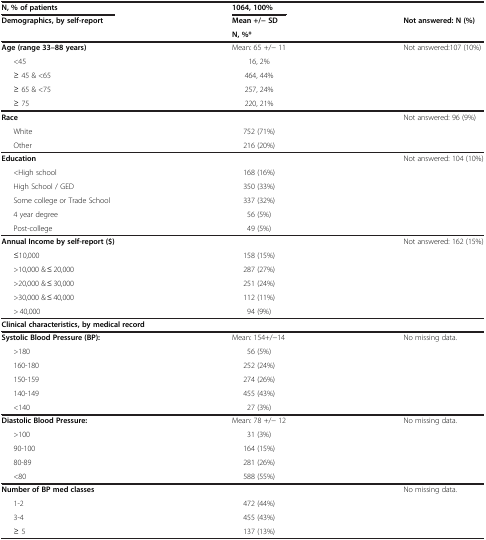 N, % of patients 1064, 100%
Demographics, by self-report Mean +/− SD Not answered: N (%)
N, %*
Age (range 33–88 years) Mean: 65 +/− 11 Not answered:107 (10%)
<45 16, 2%
≥ 45 & <65 464, 44%
≥ 65 & <75 257, 24%
≥ 75 220, 21%
Race Not answered: 96 (9%)
White 752 (71%)
Other 216 (20%)
Education Not answered: 104 (10%)
<High school 168 (16%)
High School / GED 350 (33%)
Some college or Trade School 337 (32%)
4 year degree 56 (5%)
Post-college 49 (5%)
Annual Income by self-report ($) Not answered: 162 (15%)
≤10,000 158 (15%)
>10,000 & ≤ 20,000 287 (27%)
>20,000 & ≤ 30,000 251 (24%)
>30,000 & ≤ 40,000 112 (11%)
> 40,000 94 (9%)
Clinical characteristics, by medical record
Systolic Blood Pressure (BP): Mean: 154+/−14 No missing data.
>180 56 (5%)
160-180 252 (24%)
150-159 274 (26%)
140-149 455 (43%)
<140 27 (3%)
Diastolic Blood Pressure: Mean: 78 +/− 12 No missing data.
>100 31 (3%)
90-100 164 (15%)
80-89 281 (26%)
<80 588 (55%)
Number of BP med classes No missing data.
1-2 472 (44%)
3-4 455 (43%)
≥ 5 137 (13%)